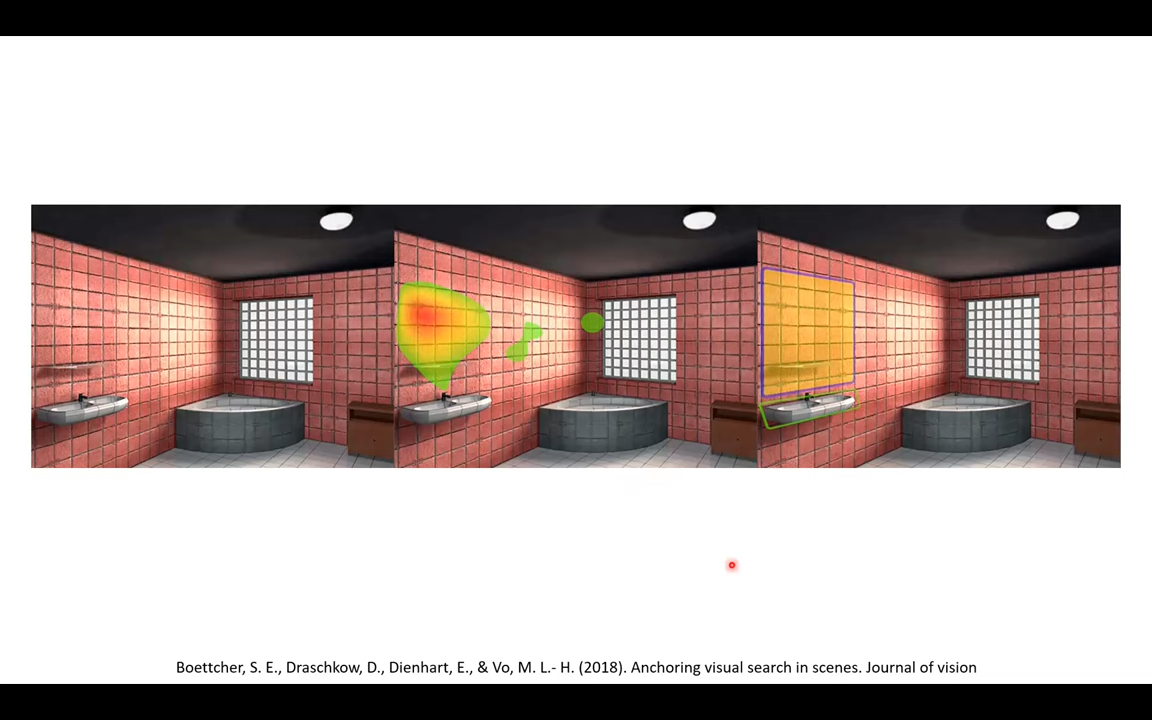 Boettcher, S. E., Draschkow, D., Dienhart, E., & Vo, M. L.- H. (2018). Anchoring visual search in scenes. Journal of vision